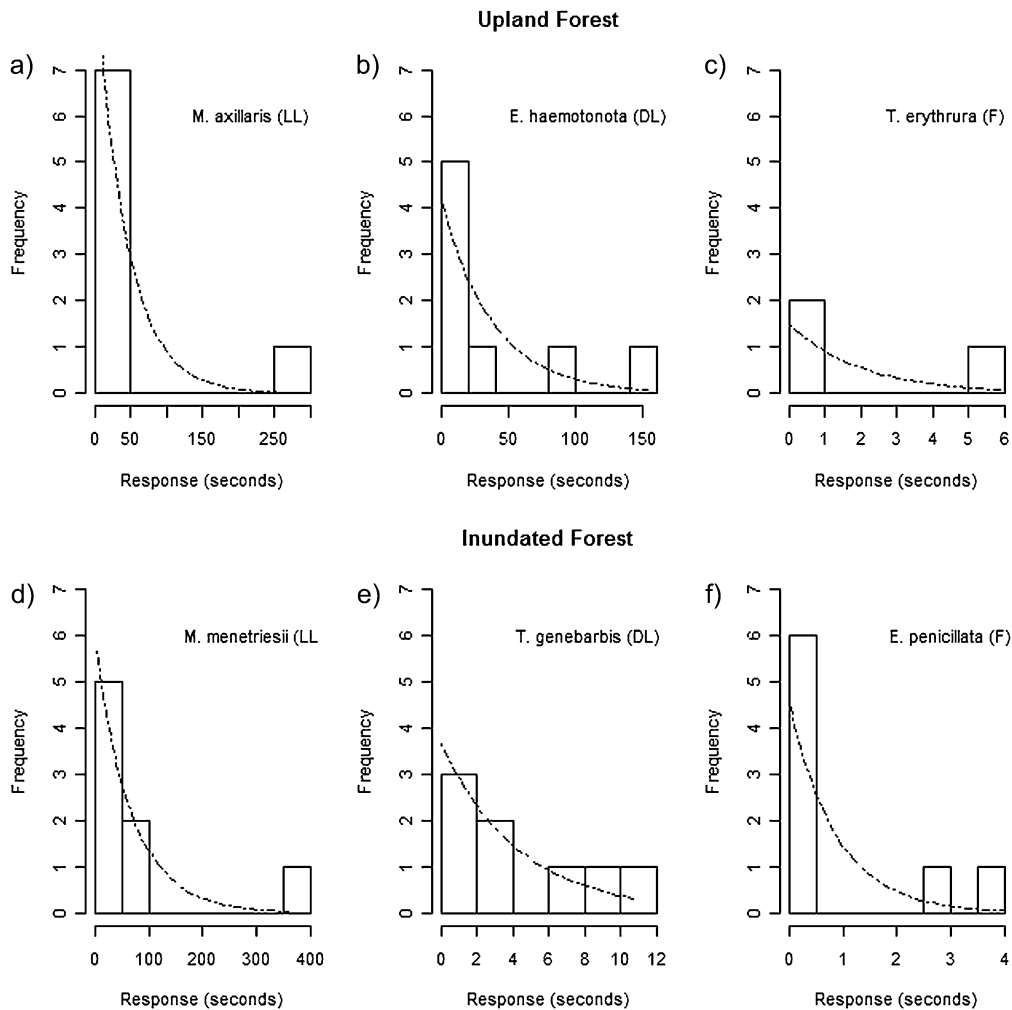 Upland Forest
a)
7
6
5
4
3
2
1
0
Frequency
M. axillaris (LL)
0 50 150 250
Response (seconds)
b)
7
6
5
4
3
2
1
0
Frequency
E. haemotonota (DL)
0 50 100 150
Response (seconds)
c)
7
6
5
4
3
2
1
0
Frequency
T. erythrura (F)
0 1 2 3 4 5 6
Response (seconds)
Inundated Forest
d)
7
6
5
4
3
2
1
0
Frequency
M. menetriesii (LL
0 100 200 300 400
Response (seconds)
e)
7
6
5
4
3
2
1
0
Frequency
T. genebarbis (DL)
0 2 4 6 8 10 12
Response (seconds)
f)
7
6
5
4
3
2
1
0
Frequency
E. penicillata (F)
0 1 2 3 4
Response (seconds)